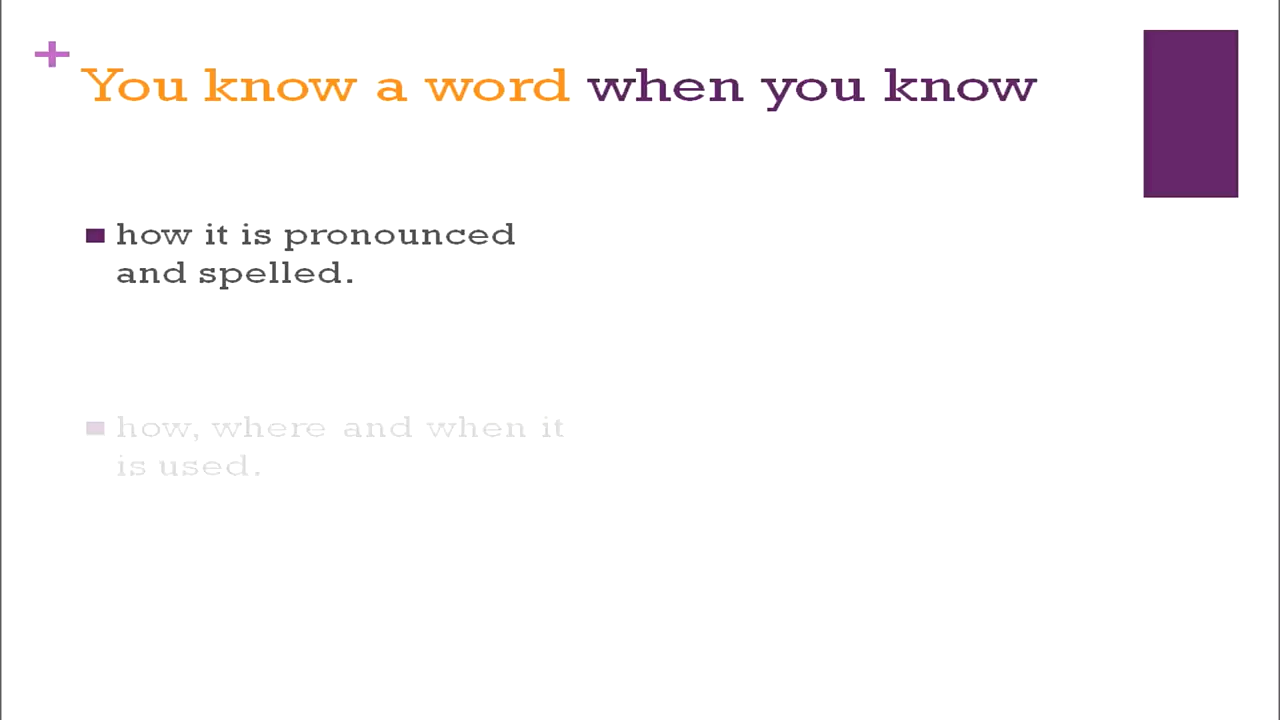 +
You know a word when you know
how it is pronounced
and spelled.
how, where and when it
is used.